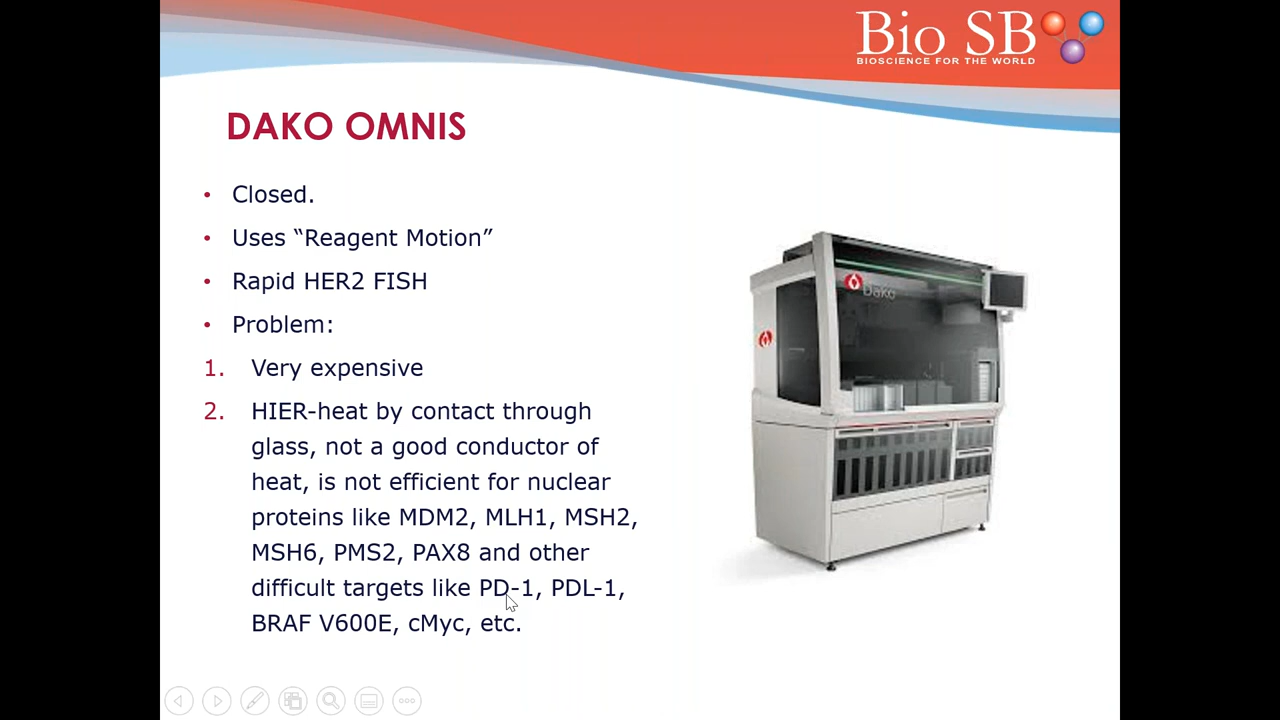 Bio SB
BIOSCIENCE FOR THE WORLD
DAKO OMNIS
• Closed.
• Uses “Reagent Motion”
• Rapid HER2 FISH
• Problem:
1. Very expensive
2. HIER-heat by contact through
glass, not a good conductor of
heat, is not efficient for nuclear
proteins like MDM2, MLH1, MSH2,
MSH6, PMS2, PAX8 and other
difficult targets like PD-1, PDL-1,
BRAF V600E, cMyc, etc.
Dako